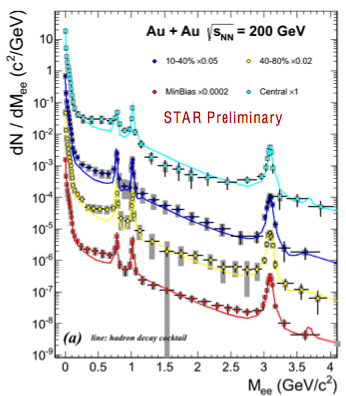 Au + Au √sNN = 200 GeV
10-40% ×0.05
40-80% ×0.02
MinBias ×0.0002
Central ×1
STAR Preliminary
dN / dMee (c²/GeV)
10
1
10⁻¹
10⁻²
10⁻³
10⁻⁴
10⁻⁵
10⁻⁶
10⁻⁷
10⁻⁸
10⁻⁹
(a) line: hadron decay cocktail
0 0.5 1 1.5 2 2.5 3 3.5 4
Mee (GeV/c²)